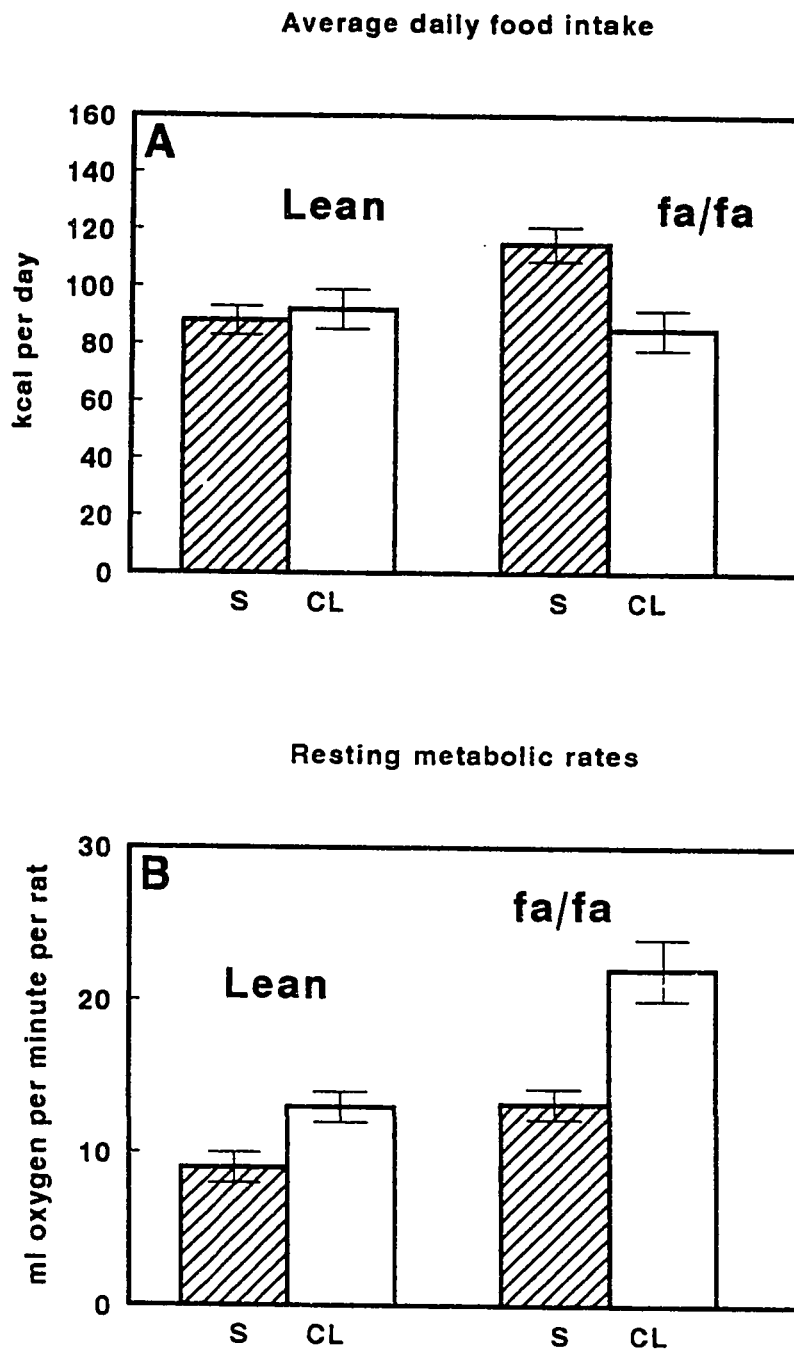 Average daily food intake
160
A
140
Lean
fa/fa
120
100
80
60
40
20
0
kcal per day
S CL S CL
Resting metabolic rates
30
B
fa/fa
Lean
20
10
0
ml oxygen per minute per rat
S CL S CL